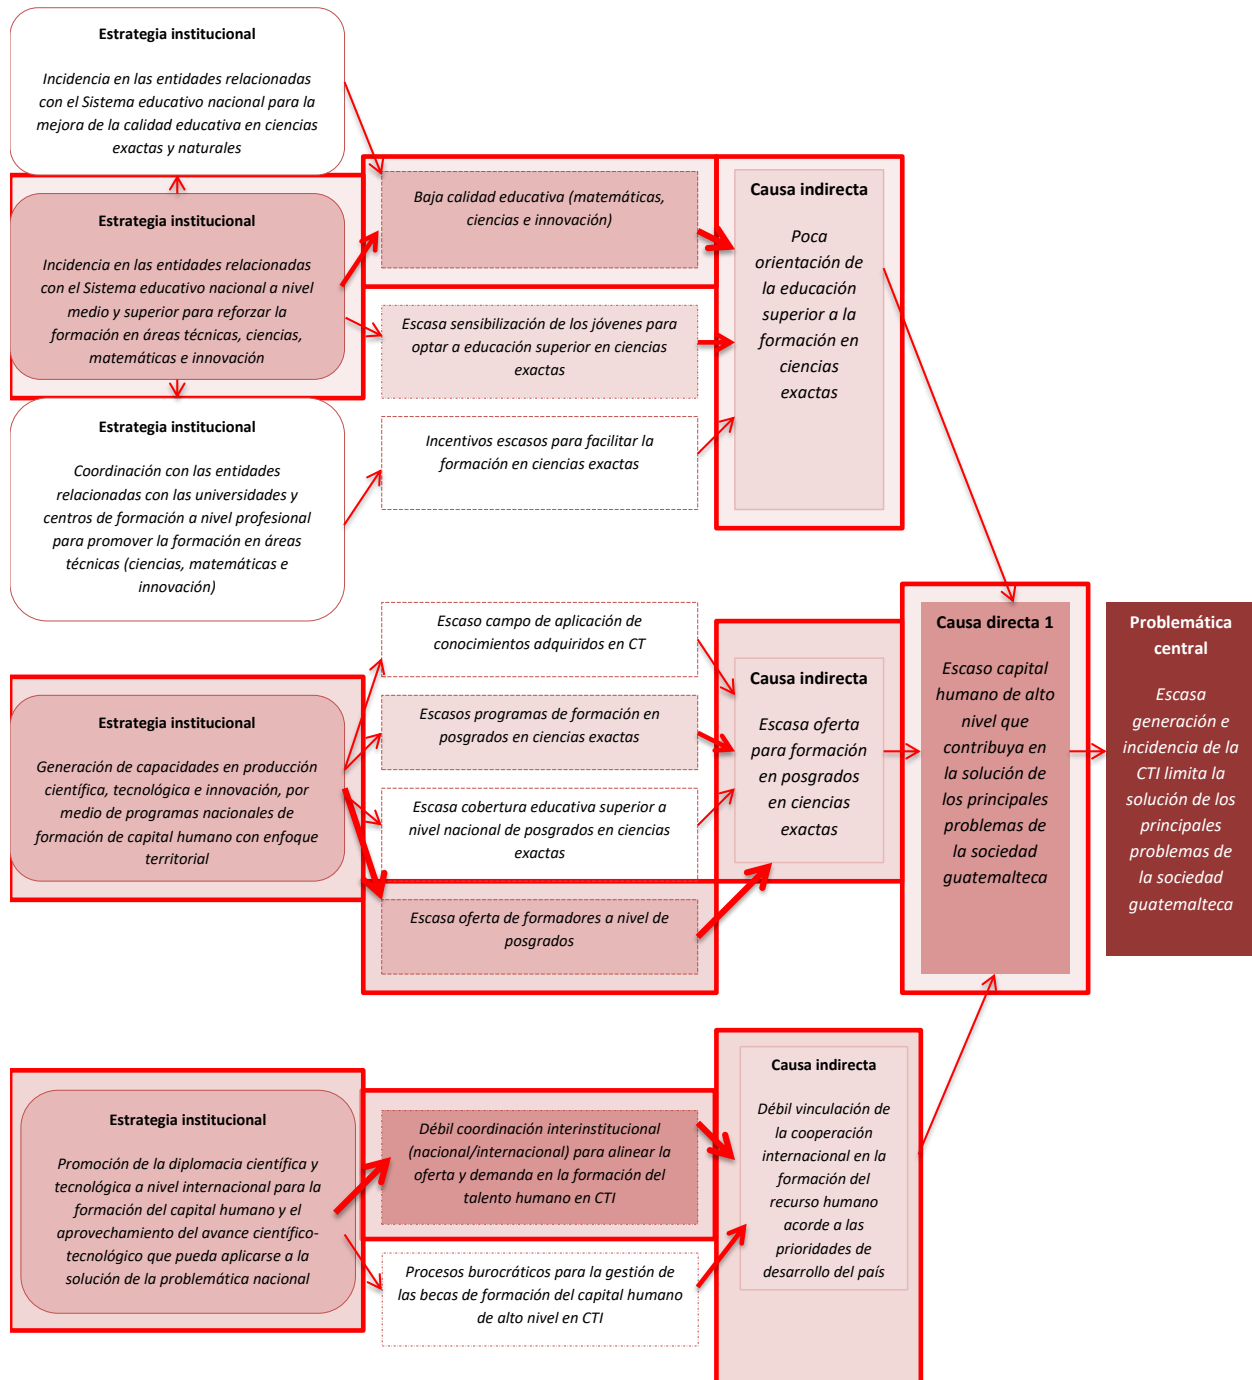 Estrategia institucional
Incidencia en las entidades relacionadas
con el Sistema educativo nacional para la
mejora de la calidad educativa en ciencias
exactas y naturales
Estrategia institucional
Incidencia en las entidades relacionadas
con el Sistema educativo nacional a nivel
medio y superior para reforzar la
formación en áreas técnicas, ciencias,
matemáticas e innovación
Estrategia institucional
Coordinación con las entidades
relacionadas con las universidades y
centros de formación a nivel profesional
para promover la formación en áreas
técnicas (ciencias, matemáticas e
innovación)
Baja calidad educativa (matemáticas,
ciencias e innovación)
Escasa sensibilización de los jóvenes para
optar a educación superior en ciencias
exactas
Incentivos escasos para facilitar la
formación en ciencias exactas
Causa indirecta
Poca
orientación de
la educación
superior a la
formación en
ciencias
exactas
Estrategia institucional
Generación de capacidades en producción
científica, tecnológica e innovación, por
medio de programas nacionales de
formación de capital humano con enfoque
territorial
Escaso campo de aplicación de
conocimientos adquiridos en CT
Escasos programas de formación en
posgrados en ciencias exactas
Escasa cobertura educativa superior a
nivel nacional de posgrados en ciencias
exactas
Escasa oferta de formadores a nivel de
posgrados
Causa indirecta
Escasa oferta
para formación
en posgrados
en ciencias
exactas
Causa directa 1
Escaso capital
humano de alto
nivel que
contribuya en
la solución de
los principales
problemas de
la sociedad
guatemalteca
Problemática
central
Escasa
generación e
incidencia de la
CTI limita la
solución de los
principales
problemas de
la sociedad
guatemalteca
Estrategia institucional
Promoción de la diplomacia científica y
tecnológica a nivel internacional para la
formación del capital humano y el
aprovechamiento del avance científico-
tecnológico que pueda aplicarse a la
solución de la problemática nacional
Débil coordinación interinstitucional
(nacional/internacional) para alinear la
oferta y demanda en la formación del
talento humano en CTI
Procesos burocráticos para la gestión de
las becas de formación del capital humano
de alto nivel en CTI
Causa indirecta
Débil vinculación de
la cooperación
internacional en la
formación del
recurso humano
acorde a las
prioridades de
desarrollo del país